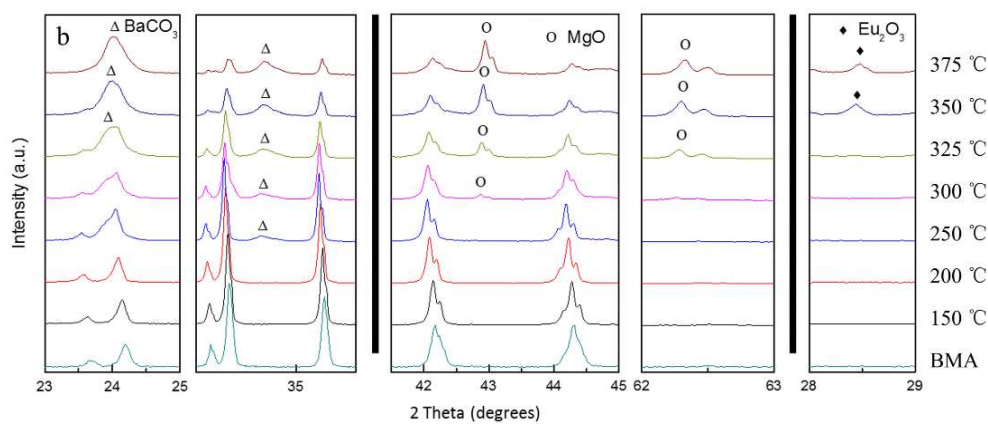 b
Δ BaCO3
Δ
Δ
Δ
Δ
Δ
Δ
Δ
O MgO
O
O
O
O
O
O
O
♦ Eu2O3
♦
♦
375 ℃
350 ℃
325 ℃
300 ℃
250 ℃
200 ℃
150 ℃
BMA
Intensity (a.u.)
23 24 25
35
42 43 44 45
62 63
28 29
2 Theta (degrees)